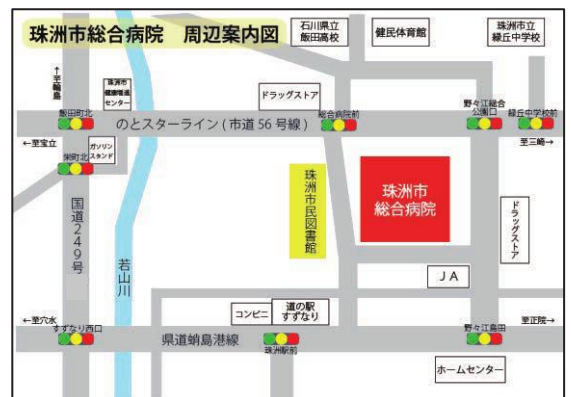 珠洲市総合病院 周辺案内図
石川県立
飯田高校
健民体育館
珠洲市立
緑丘中学校
↑至輪島
珠洲市
健康増進
センター
ドラッグストア
飯田町北
のとスターライン(市道56号線)
総合病院前
野々江総合
公園口
緑丘中学校前
←至宝立
ガソリン
スタンド
至三崎→
栄町北
国道249号
若山川
珠洲市民図書館
珠洲市
総合病院
ドラッグストア
JA
←至穴水
コンビニ
道の駅
すずなり
至正院→
すずなり西口
県道蛸島港線
珠洲駅前
野々江島田
ホームセンター